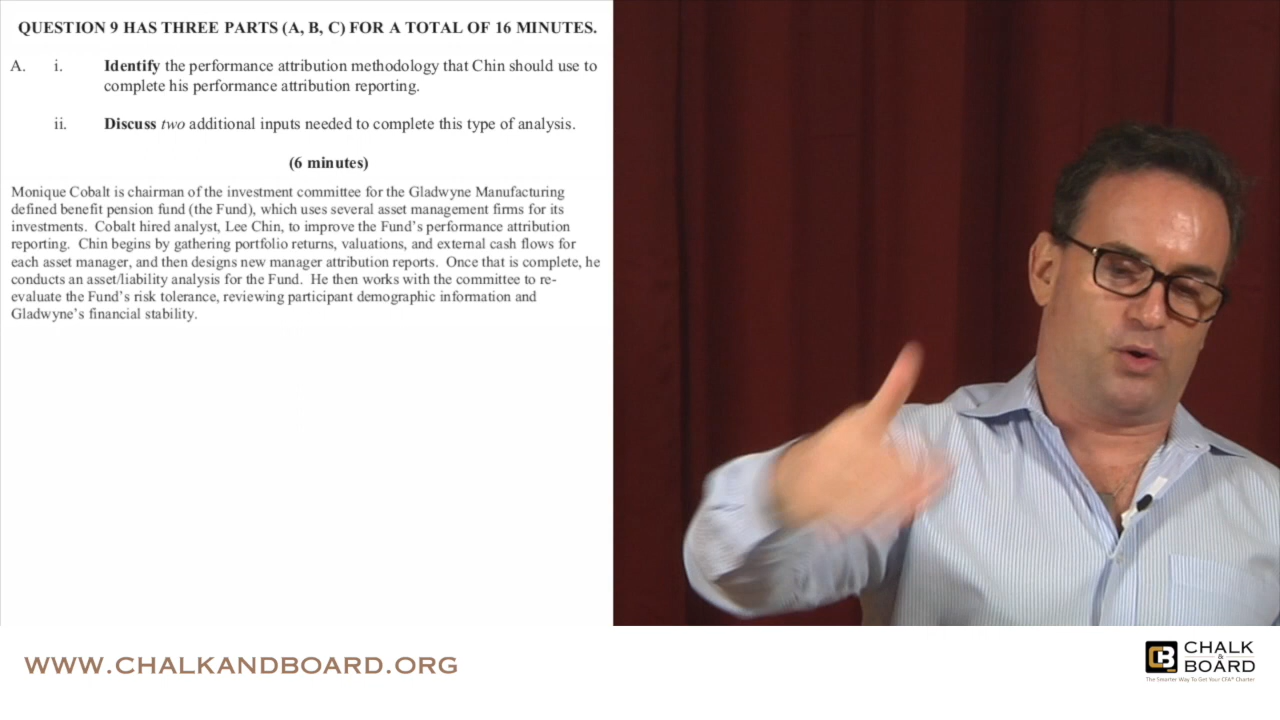 QUESTION 9 HAS THREE PARTS (A, B, C) FOR A TOTAL OF 16 MINUTES.
A. i. Identify the performance attribution methodology that Chin should use to
complete his performance attribution reporting.
ii. Discuss two additional inputs needed to complete this type of analysis.
(6 minutes)
Monique Cobalt is chairman of the investment committee for the Gladwyne Manufacturing
defined benefit pension fund (the Fund), which uses several asset management firms for its
investments. Cobalt hired analyst, Lee Chin, to improve the Fund's performance attribution
reporting. Chin begins by gathering portfolio returns, valuations, and external cash flows for
each asset manager, and then designs new manager attribution reports. Once that is complete, he
conducts an asset/liability analysis for the Fund. He then works with the committee to re-
evaluate the Fund's risk tolerance, reviewing participant demographic information and
Gladwyne's financial stability.
WWW.CHALKANDBOARD.ORG
CB
CHALK
&
BOARD
The Smarter Way To Get Your CFA® Charter